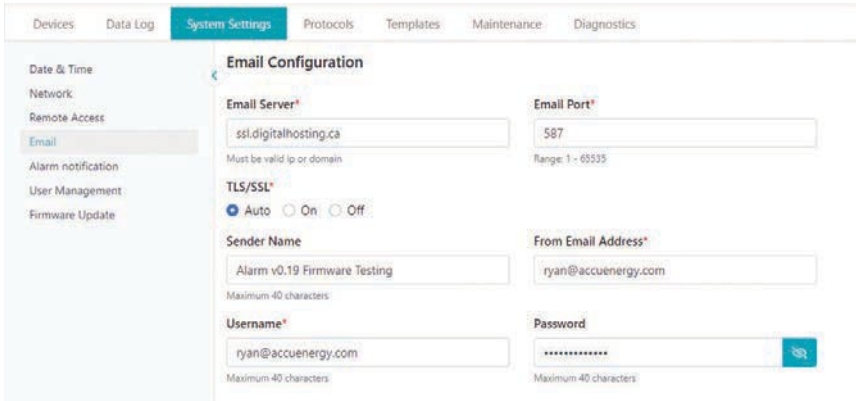 Devices Data Log System Settings Protocols Templates Maintenance Diagnostics
Date & Time
Network
Remote Access
Email
Alarm notification
User Management
Firmware Update
Email Configuration
Email Server* Email Port*
ssl.digitalhosting.ca 587
Must be valid ip or domain Range: 1 - 65535
TLS/SSL*
Auto On Off
Sender Name From Email Address*
Alarm v0.19 Firmware Testing ryan@accuenergy.com
Maximum 40 characters
Username* Password
ryan@accuenergy.com •••••••••••••
Maximum 40 characters Maximum 40 characters